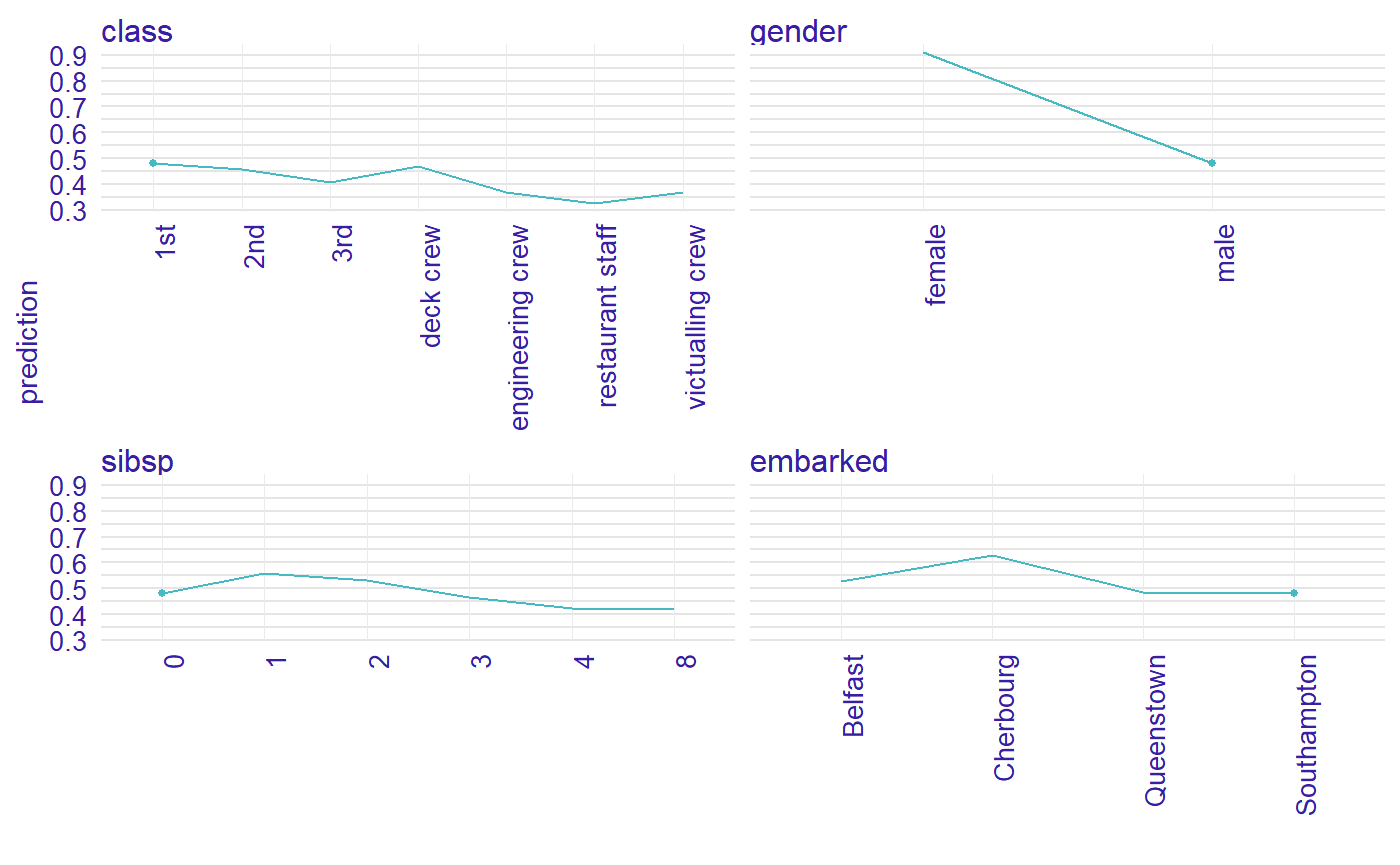 class
0.9
0.8
0.7
0.6
0.5
0.4
0.3
1st
2nd
3rd
deck crew
engineering crew
restaurant staff
victualling crew
gender
female
male
prediction
sibsp
0.9
0.8
0.7
0.6
0.5
0.4
0.3
0
1
2
3
4
8
embarked
Belfast
Cherbourg
Queenstown
Southampton